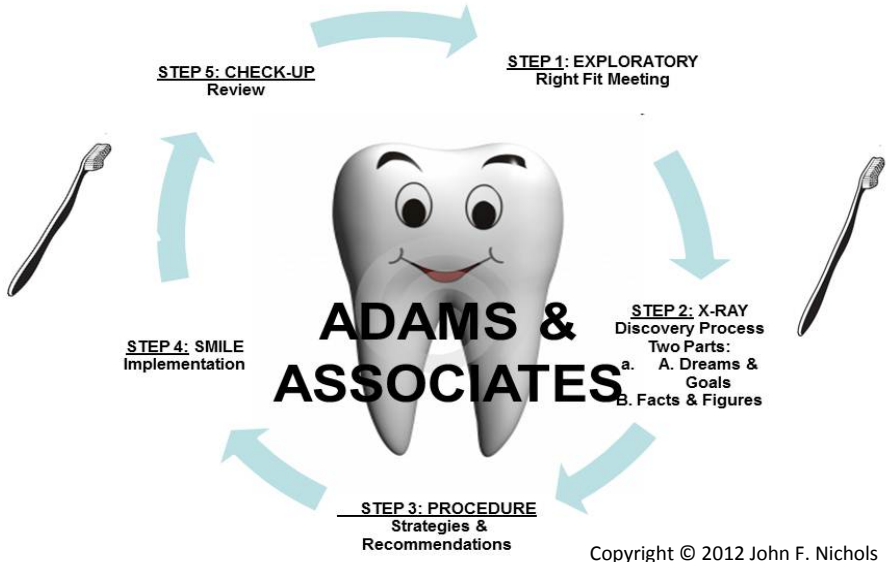 STEP 1: EXPLORATORY
Right Fit Meeting
STEP 2: X-RAY
Discovery Process
Two Parts:
a. A. Dreams &
Goals
B. Facts & Figures
STEP 3: PROCEDURE
Strategies &
Recommendations
STEP 4: SMILE
Implementation
STEP 5: CHECK-UP
Review
ADAMS &
ASSOCIATES
Copyright © 2012 John F. Nichols